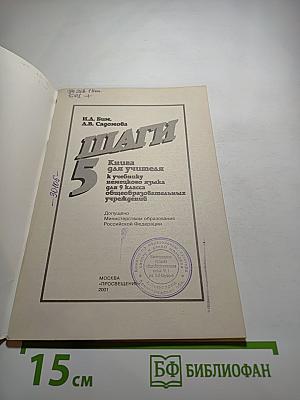 И.Л. Бим,
Л.В. Садомова
ШАГИ
5
Книга
для учителя
к учебнику
немецкого языка
для 9 класса
общеобразовательных
учреждений
Допущено
Министерством образования
Российской Федерации
МОСКВА
«ПРОСВЕЩЕНИЕ»
2001
15 СМ
БФ БИБЛИОФАН